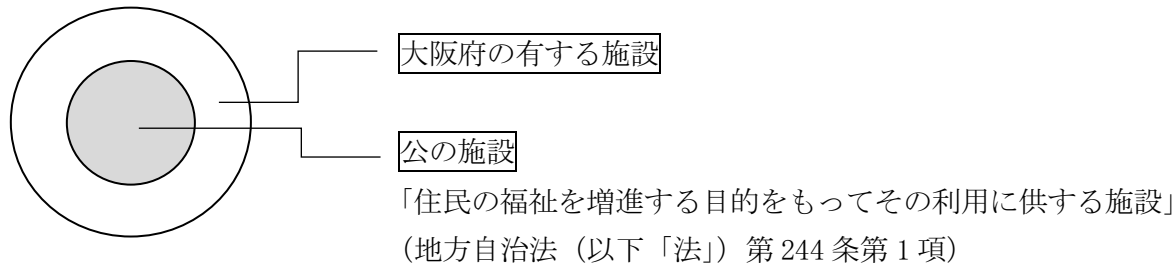 大阪府の有する施設
公の施設
「住民の福祉を増進する目的をもってその利用に供する施設」
（地方自治法（以下「法」）第 244 条第 1 項）